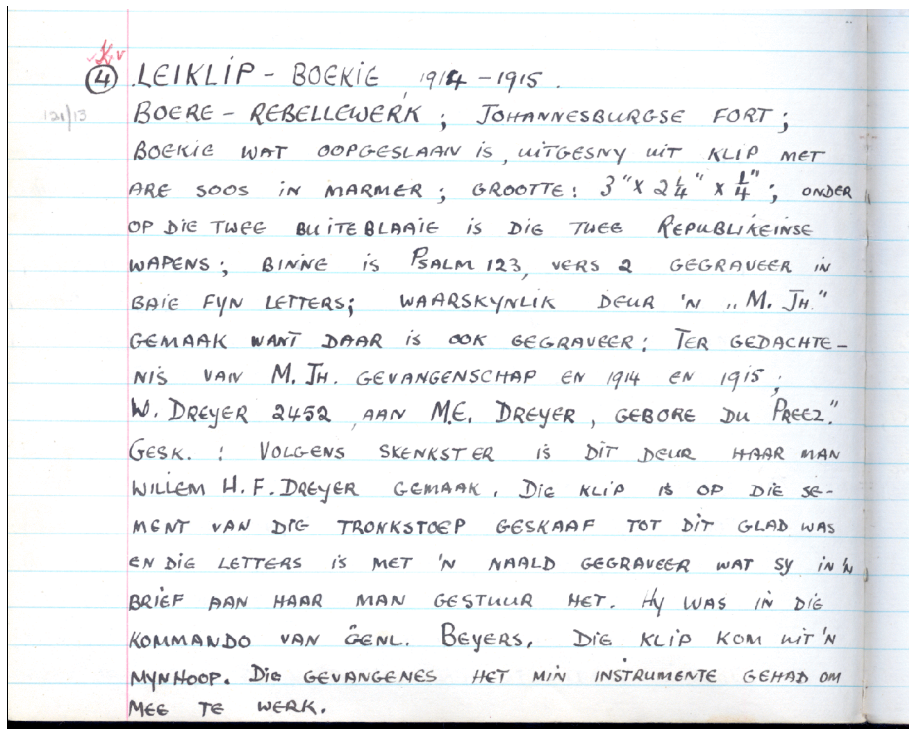 ④ LEIKLIP - BOEKIE, 1914 - 1915.
121/13 BOERE - REBELLEWERK ; JOHANNESBURGSE FORT ;
BOEKIE WAT OOPGESLAAN IS, UITGESNY UIT KLIP MET
ARE SOOS IN MARMER ; GROOTTE : 3" X 2 1/4" X 1/4" ; ONDER
OP DIE TWEE BUITEBLAAIE IS DIE TWEE REPUBLIKEINSE
WAPENS ; BINNE IS PSALM 123, VERS 2 GEGRAVEER IN
BAIE FYN LETTERS; WAARSKYNLIK DEUR 'N „M. JH."
GEMAAK WANT DAAR IS OOK GEGRAVEER : TER GEDACHTE-
NIS VAN M. JH. GEVANGENSCHAP EN 1914 EN 1915 ;
W. DREYER 2452, AAN M.E. DREYER, GEBORE DU PREEZ."
GESK. : VOLGENS SKENKSTER IS DIT DEUR HAAR MAN
WILLEM H.F. DREYER GEMAAK. DIE KLIP IS OP DIE SE-
MENT VAN DIE TRONKSTOEP GESKAAF TOT DIT GLAD WAS
EN DIE LETTERS IS MET 'N NAALD GEGRAVEER WAT SY IN 'N
BRIEF AAN HAAR MAN GESTUUR HET. HY WAS IN DIE
KOMMANDO VAN GENL. BEYERS. DIE KLIP KOM UIT 'N
MYNHOOP. DIE GEVANGENES HET MIN INSTRUMENTE GEHAD OM
MEE TE WERK.